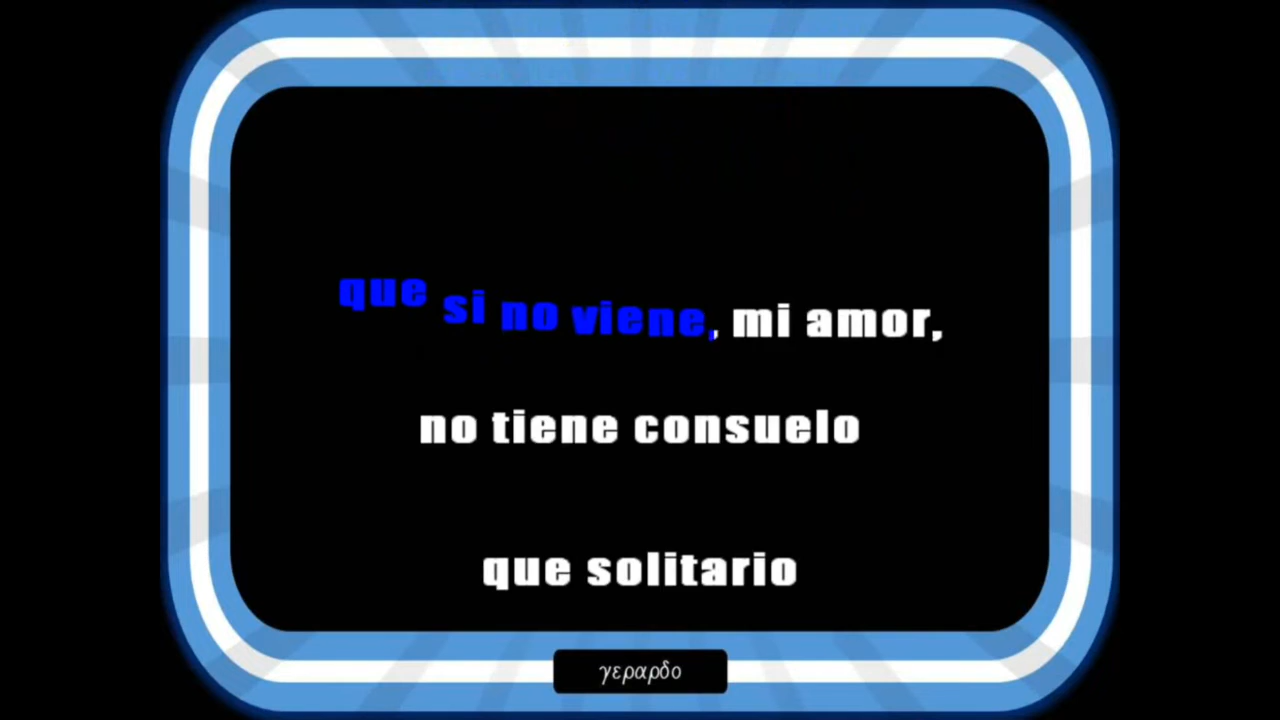 que si no viene, mi amor,
no tiene consuelo
que solitario
γεραρδο